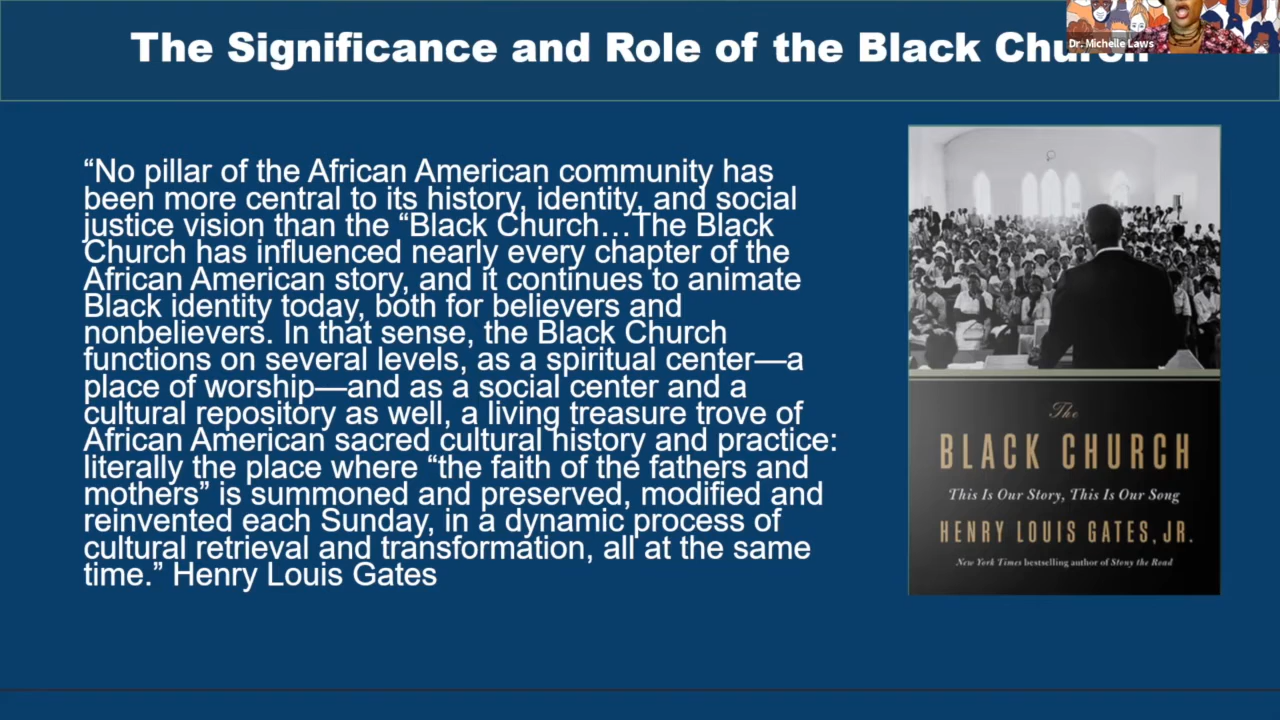 The Significance and Role of the Black Church
Dr. Michelle Laws
“No pillar of the African American community has
been more central to its history, identity, and social
justice vision than the “Black Church…The Black
Church has influenced nearly every chapter of the
African American story, and it continues to animate
Black identity today, both for believers and
nonbelievers. In that sense, the Black Church
functions on several levels, as a spiritual center—a
place of worship—and as a social center and a
cultural repository as well, a living treasure trove of
African American sacred cultural history and practice:
literally the place where “the faith of the fathers and
mothers” is summoned and preserved, modified and
reinvented each Sunday, in a dynamic process of
cultural retrieval and transformation, all at the same
time.” Henry Louis Gates
The
BLACK CHURCH
This Is Our Story, This Is Our Song
HENRY LOUIS GATES, JR.
New York Times bestselling author of Stony the Road